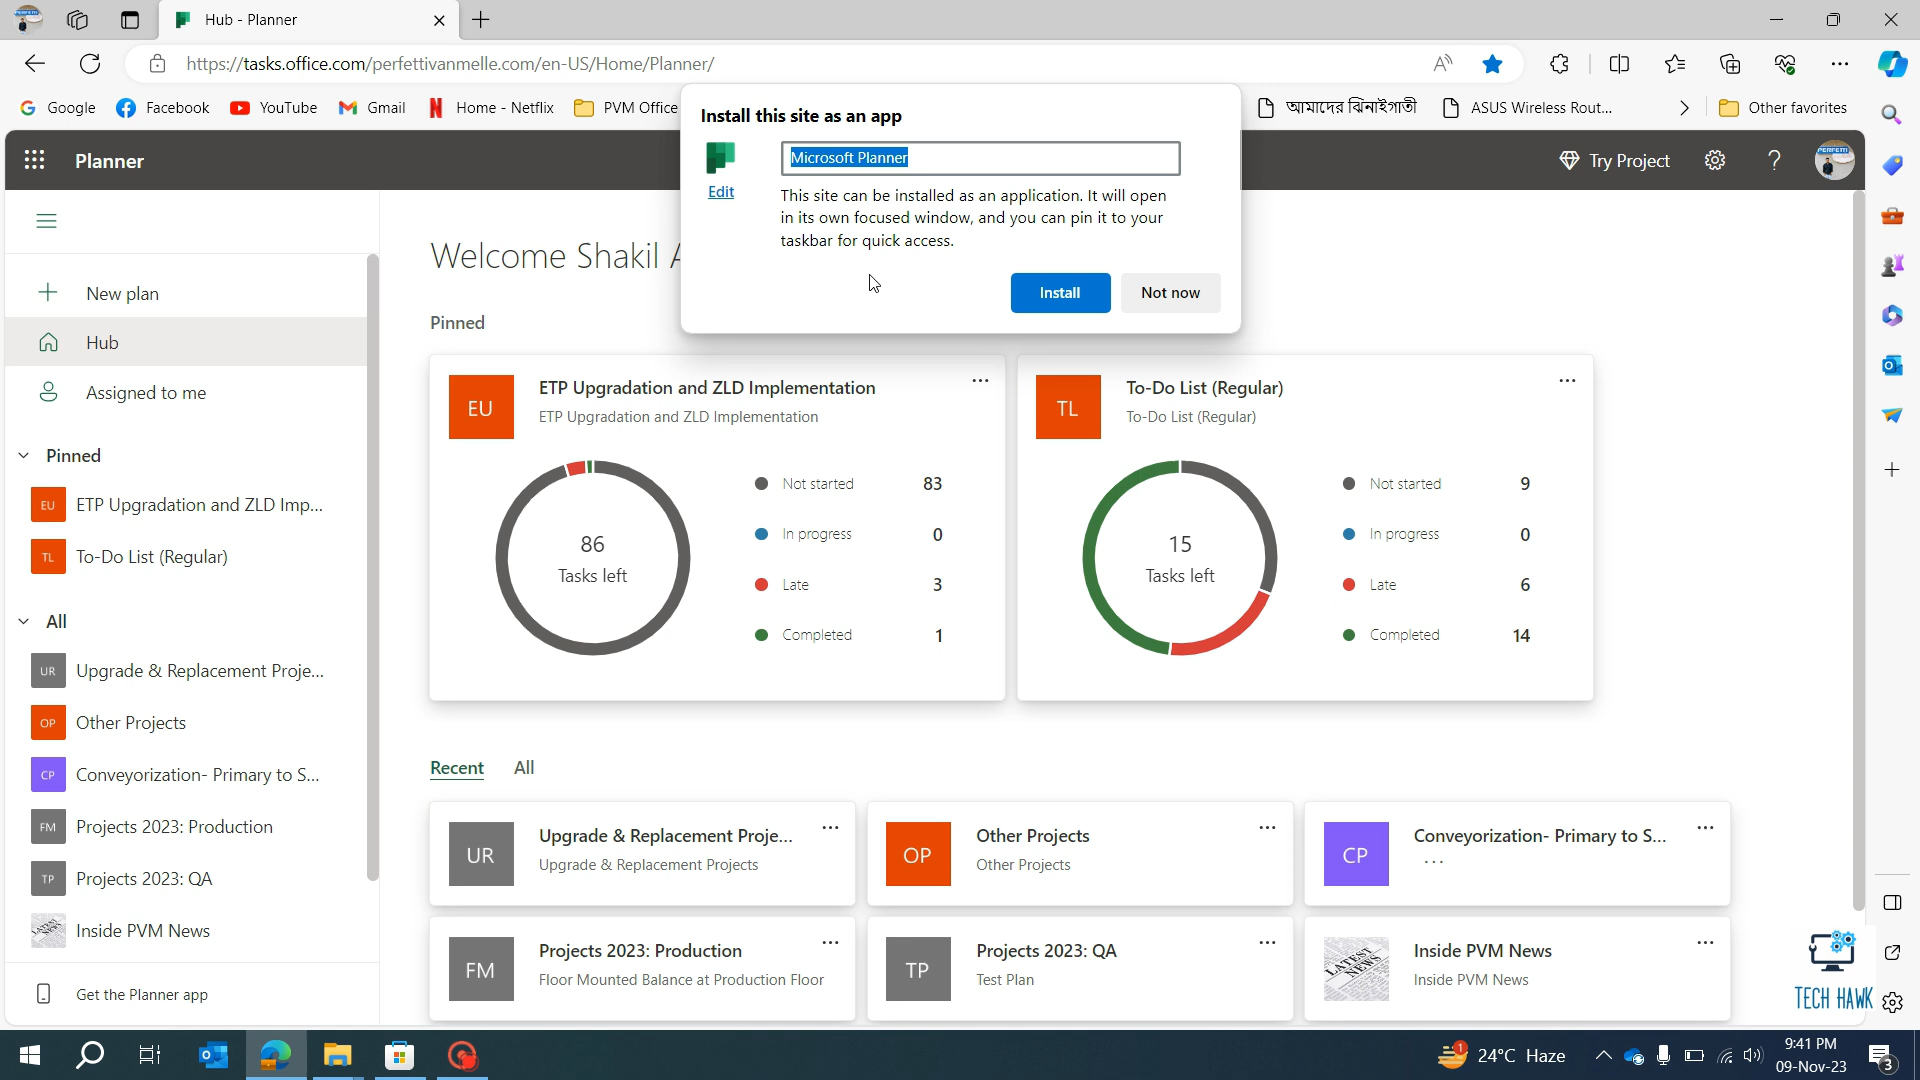 Hub - Planner
https://tasks.office.com/perfettivanmelle.com/en-US/Home/Planner/
Google
Facebook
YouTube
Gmail
Home - Netflix
PVM Office
আমাদের ঝিনাইগাতী
ASUS Wireless Rout...
Other favorites
Planner
Try Project
Install this site as an app
Microsoft Planner
Edit
This site can be installed as an application. It will open
in its own focused window, and you can pin it to your
taskbar for quick access.
Install
Not now
New plan
Hub
Assigned to me
Pinned
EU ETP Upgradation and ZLD Imp...
TL To-Do List (Regular)
All
UR Upgrade & Replacement Proje...
OP Other Projects
CP Conveyorization- Primary to S...
FM Projects 2023: Production
TP Projects 2023: QA
LATEST NEWS Inside PVM News
Get the Planner app
Welcome Shakil A
Pinned
EU
ETP Upgradation and ZLD Implementation
ETP Upgradation and ZLD Implementation
86
Tasks left
Not started 83
In progress 0
Late 3
Completed 1
TL
To-Do List (Regular)
To-Do List (Regular)
15
Tasks left
Not started 9
In progress 0
Late 6
Completed 14
Recent All
UR
Upgrade & Replacement Proje...
Upgrade & Replacement Projects
OP
Other Projects
Other Projects
CP
Conveyorization- Primary to S...
...
FM
Projects 2023: Production
Floor Mounted Balance at Production Floor
TP
Projects 2023: QA
Test Plan
LATEST NEWS
Inside PVM News
Inside PVM News
TECH HAWK
1
24°C Haze
9:41 PM
09-Nov-23
3